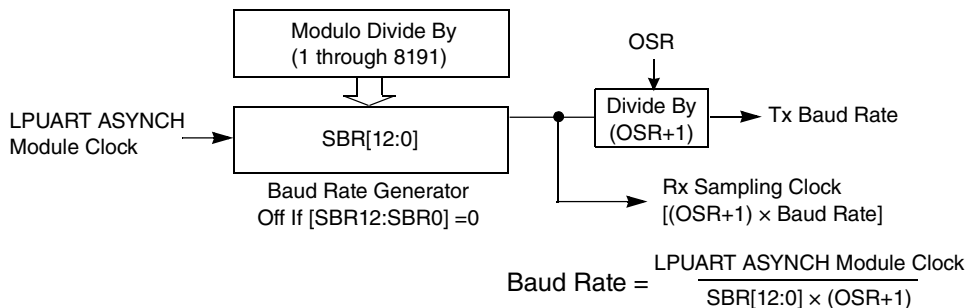 Modulo Divide By
(1 through 8191)
OSR
LPUART ASYNCH
Module Clock
SBR[12:0]
Divide By
(OSR+1)
Tx Baud Rate
Baud Rate Generator
Off If [SBR12:SBR0] =0
Rx Sampling Clock
[(OSR+1) × Baud Rate]
Baud Rate = LPUART ASYNCH Module Clock
SBR[12:0] × (OSR+1)